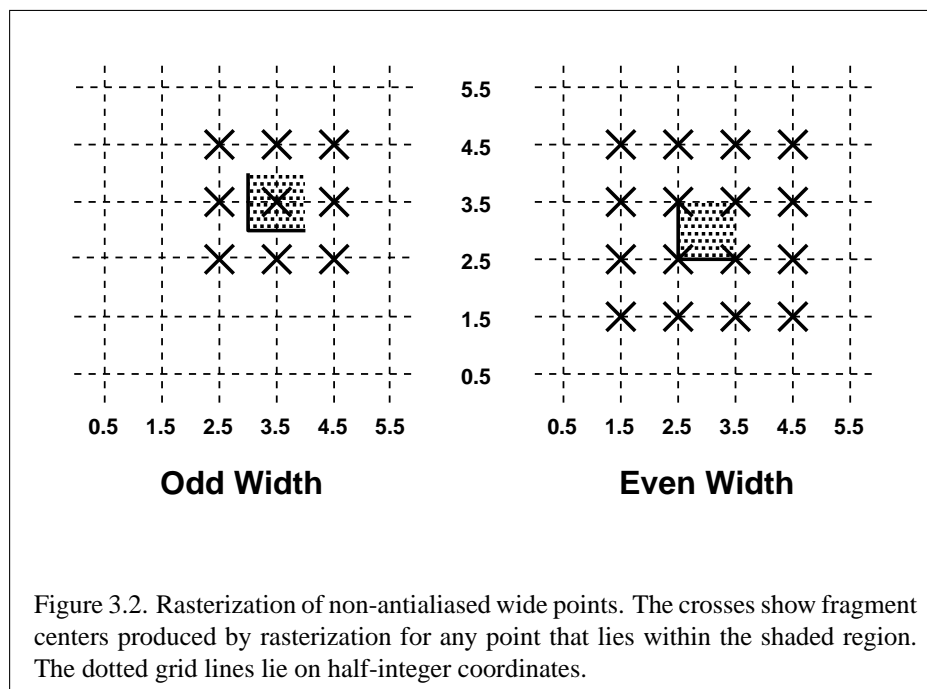 5.5
4.5
3.5
2.5
1.5
0.5
0.5 1.5 2.5 3.5 4.5 5.5
0.5 1.5 2.5 3.5 4.5 5.5
Odd Width
Even Width
Figure 3.2. Rasterization of non-antialiased wide points. The crosses show fragment
centers produced by rasterization for any point that lies within the shaded region.
The dotted grid lines lie on half-integer coordinates.